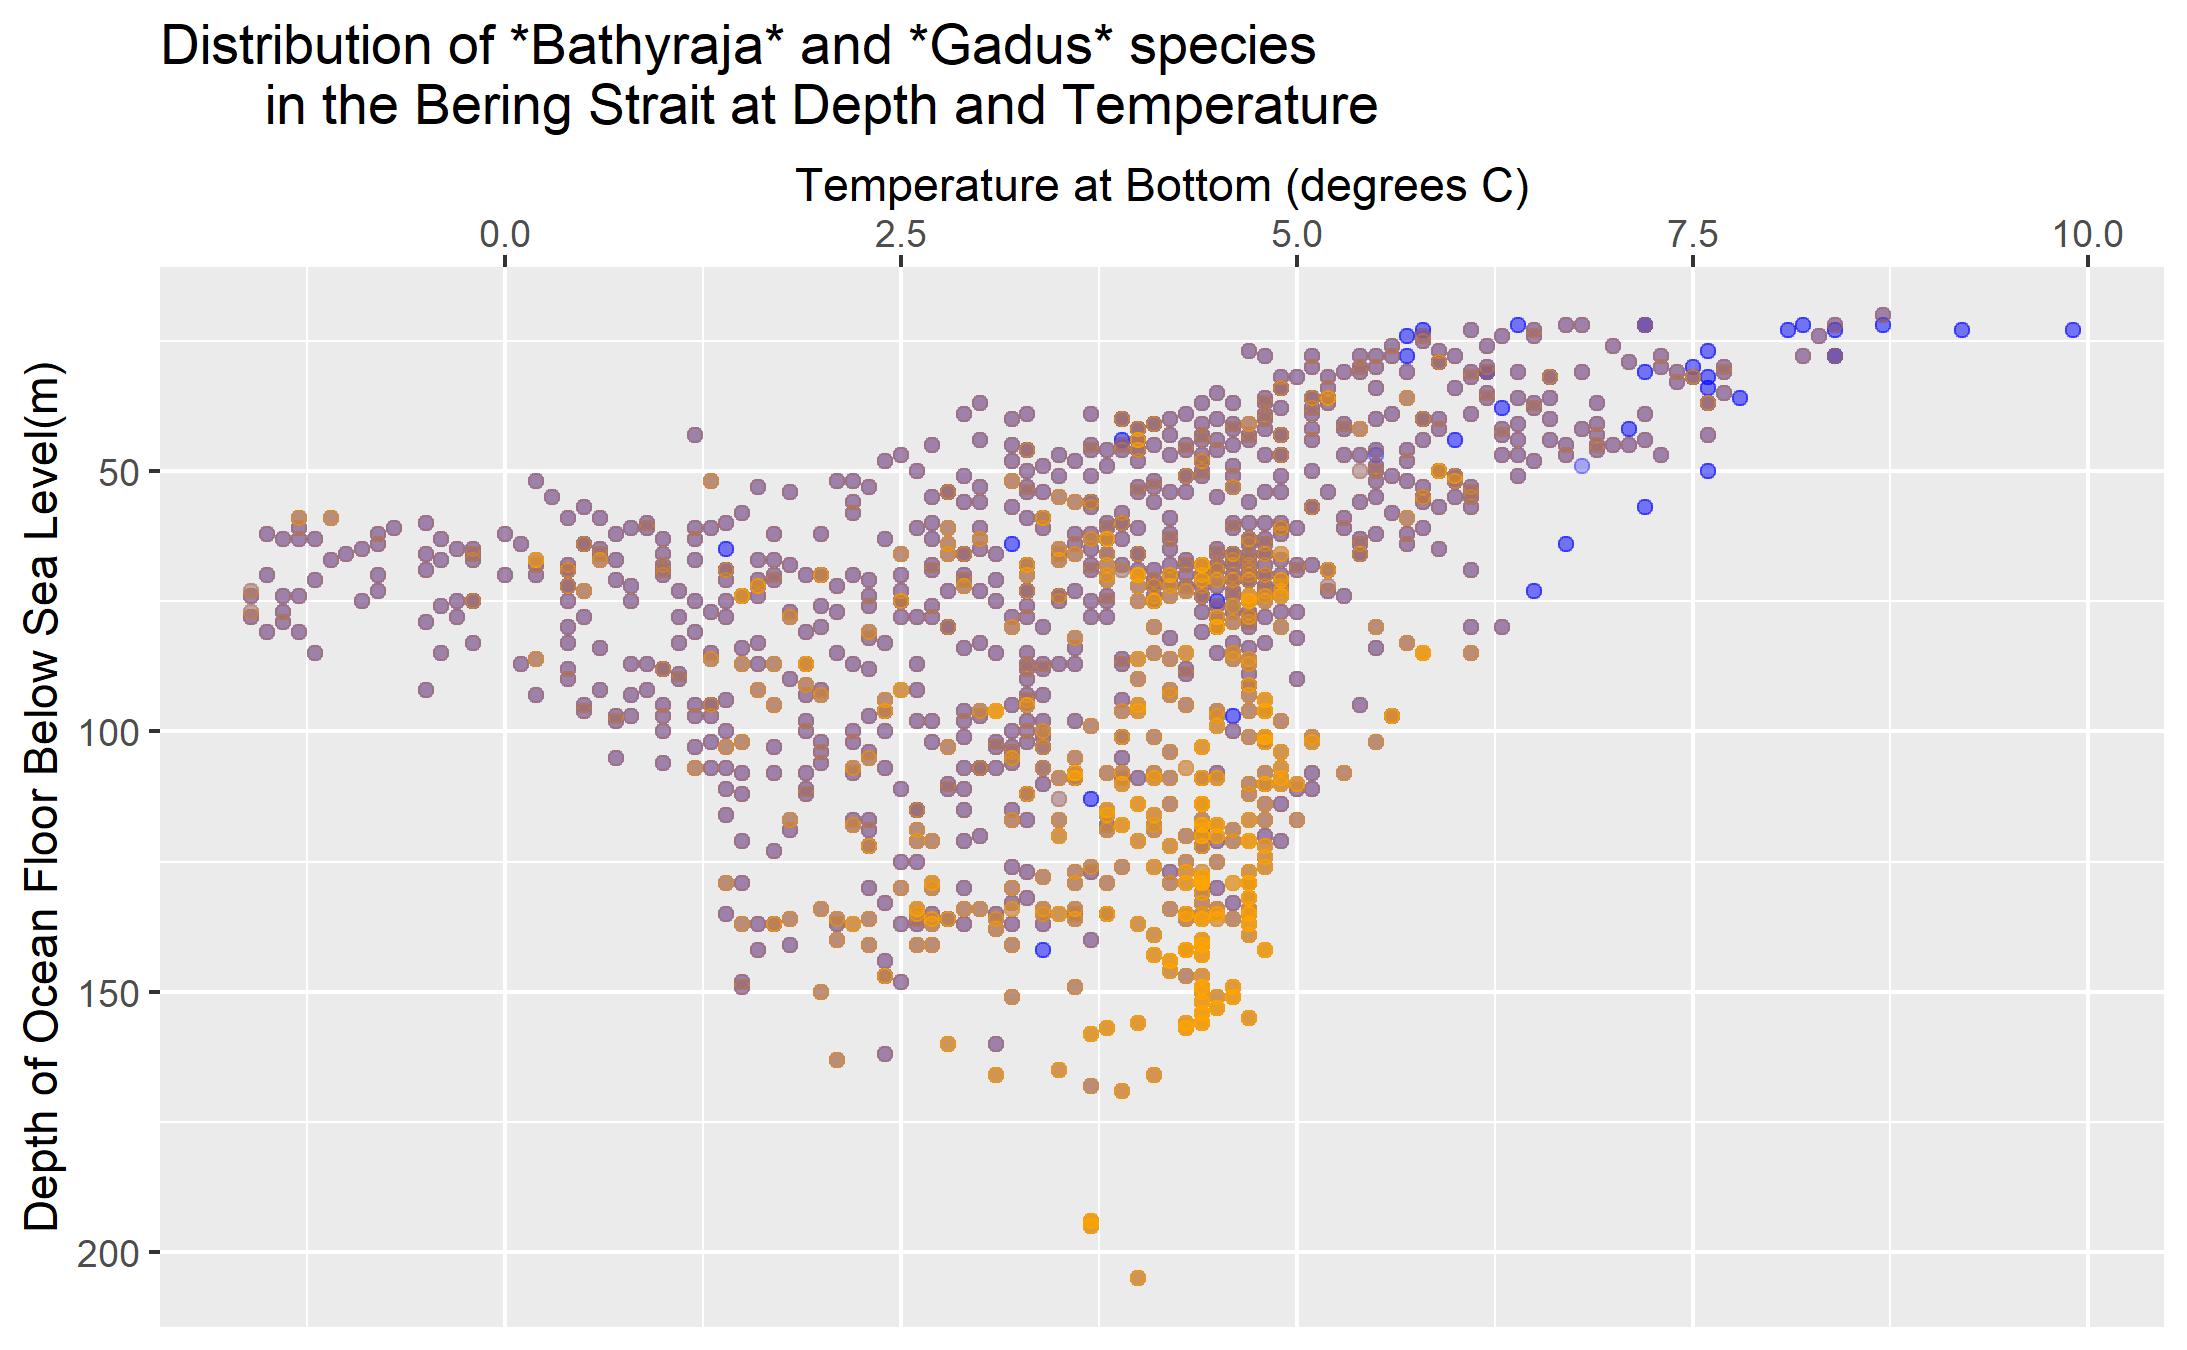 Distribution of *Bathyraja* and *Gadus* species
in the Bering Strait at Depth and Temperature
Temperature at Bottom (degrees C)
0.0 2.5 5.0 7.5 10.0
Depth of Ocean Floor Below Sea Level(m)
50
100
150
200